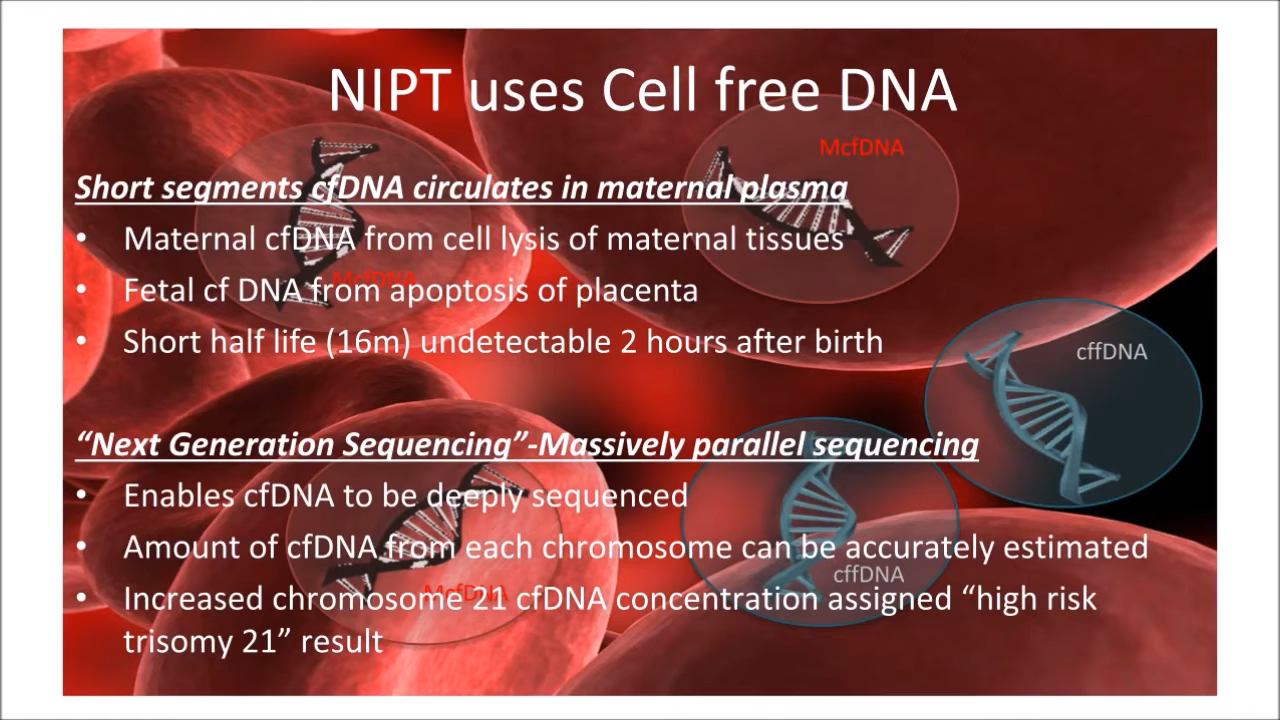 NIPT uses Cell free DNA
McfDNA
Short segments cfDNA circulates in maternal plasma
• Maternal cfDNA from cell lysis of maternal tissues
McfDNA
• Fetal cf DNA from apoptosis of placenta
• Short half life (16m) undetectable 2 hours after birth
cffDNA
“Next Generation Sequencing”-Massively parallel sequencing
• Enables cfDNA to be deeply sequenced
• Amount of cfDNA from each chromosome can be accurately estimated
cffDNA
McfDNA
• Increased chromosome 21 cfDNA concentration assigned “high risk
trisomy 21” result